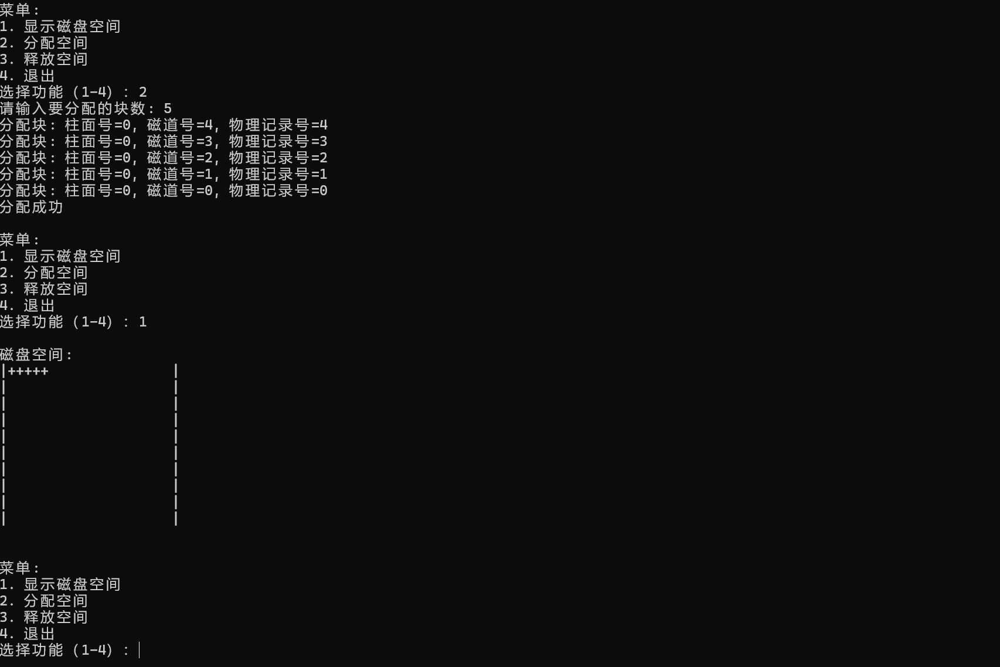 菜单:
1. 显示磁盘空间
2. 分配空间
3. 释放空间
4. 退出
选择功能 (1-4) : 2
请输入要分配的块数: 5
分配块: 柱面号=0, 磁道号=4, 物理记录号=4
分配块: 柱面号=0, 磁道号=3, 物理记录号=3
分配块: 柱面号=0, 磁道号=2, 物理记录号=2
分配块: 柱面号=0, 磁道号=1, 物理记录号=1
分配块: 柱面号=0, 磁道号=0, 物理记录号=0
分配成功
菜单:
1. 显示磁盘空间
2. 分配空间
3. 释放空间
4. 退出
选择功能 (1-4) : 1
磁盘空间:
|+++++                |
|                    |
|                    |
|                    |
|                    |
|                    |
|                    |
|                    |
|                    |
|                    |
菜单:
1. 显示磁盘空间
2. 分配空间
3. 释放空间
4. 退出
选择功能 (1-4) :